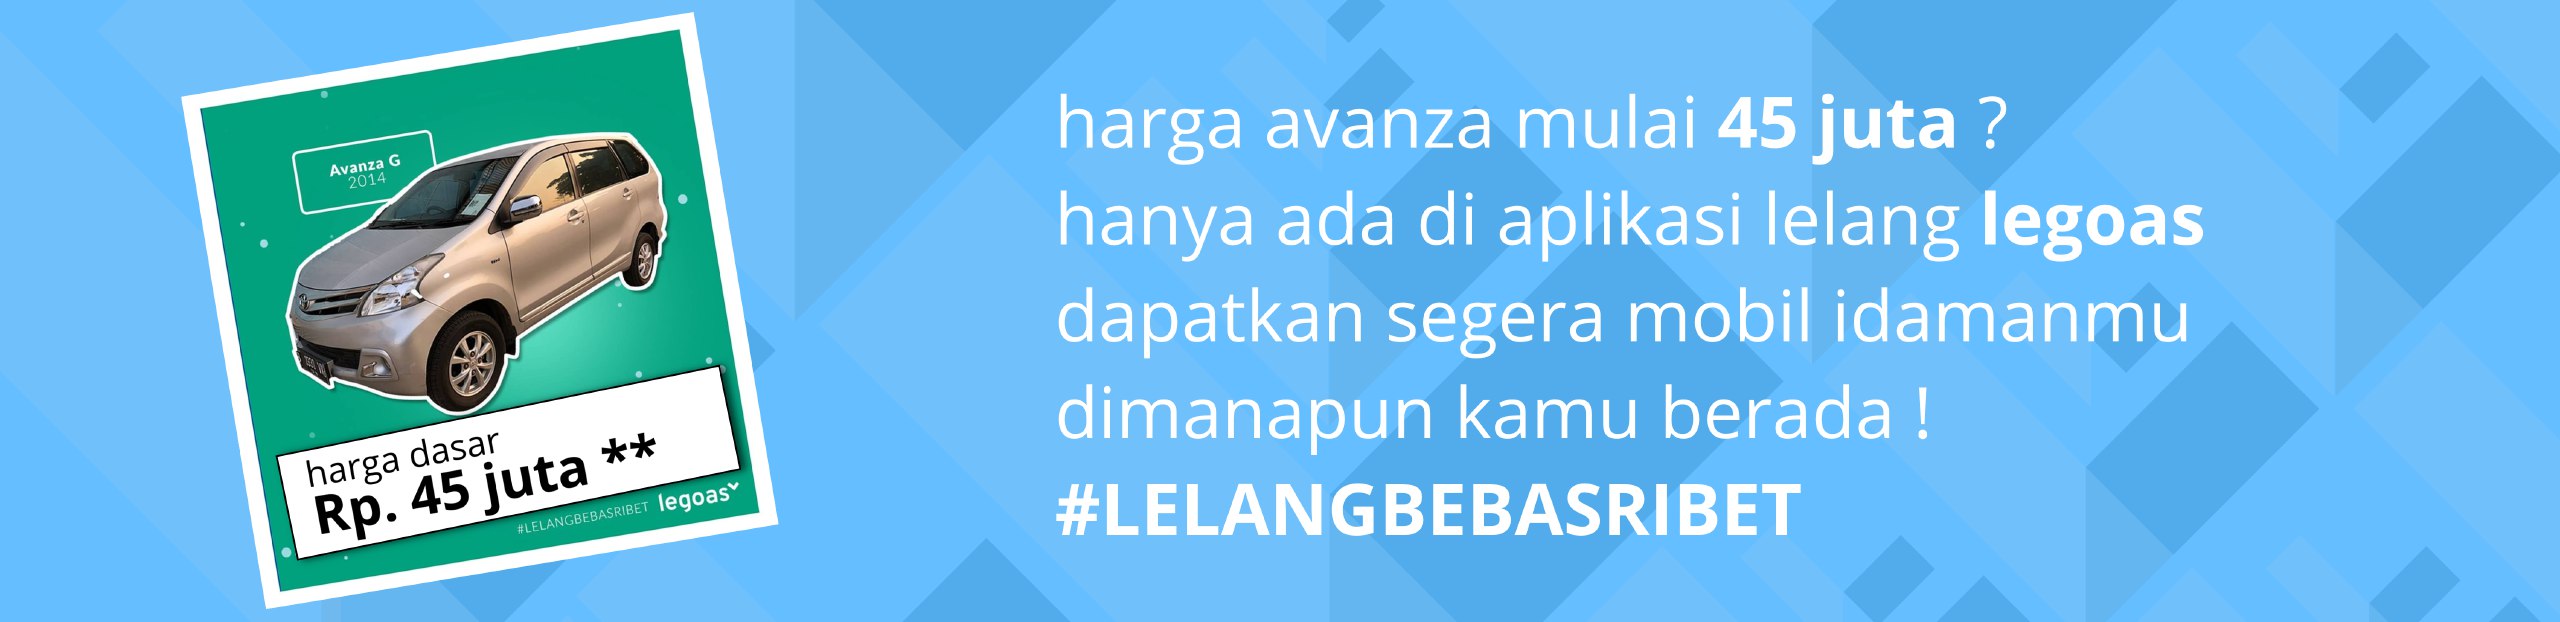 Avanza G
2014
harga dasar
Rp. 45 juta **
#LELANGBEBASRIBET legoas
harga avanza mulai 45 juta ?
hanya ada di aplikasi lelang legoas
dapatkan segera mobil idamanmu
dimanapun kamu berada !
#LELANGBEBASRIBET